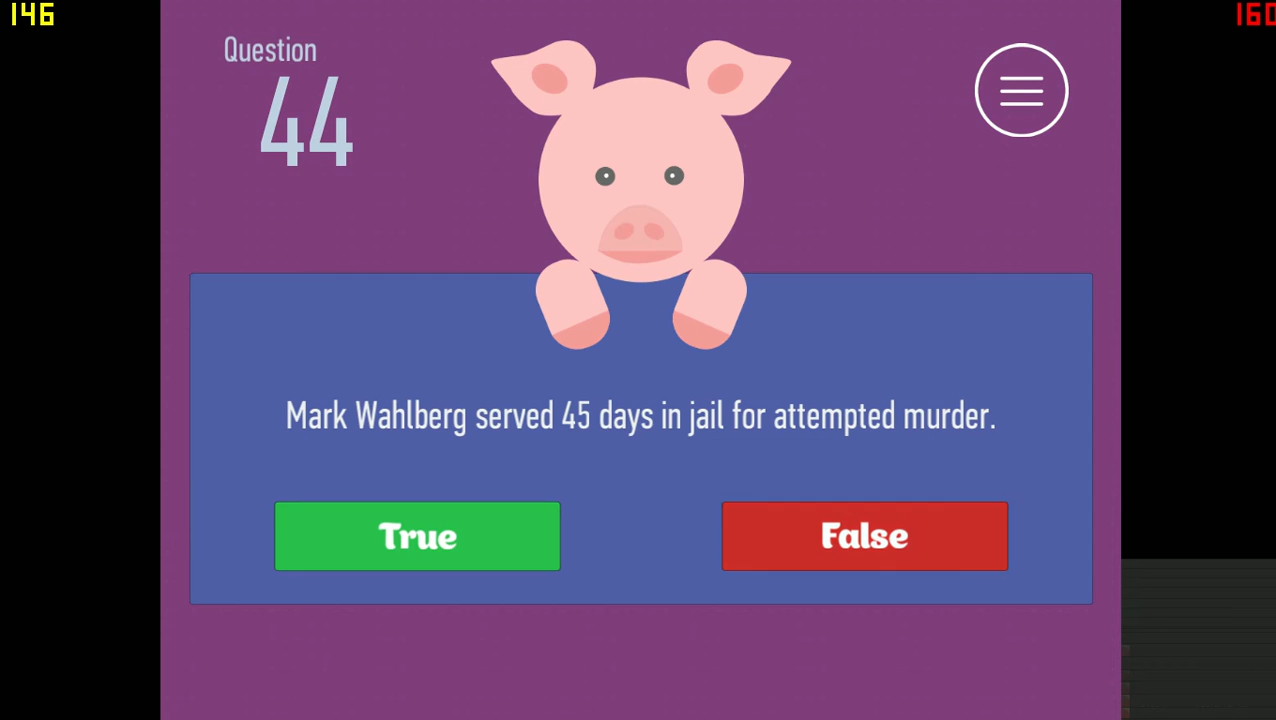 146
160
Question
44
Mark Wahlberg served 45 days in jail for attempted murder.
True
False